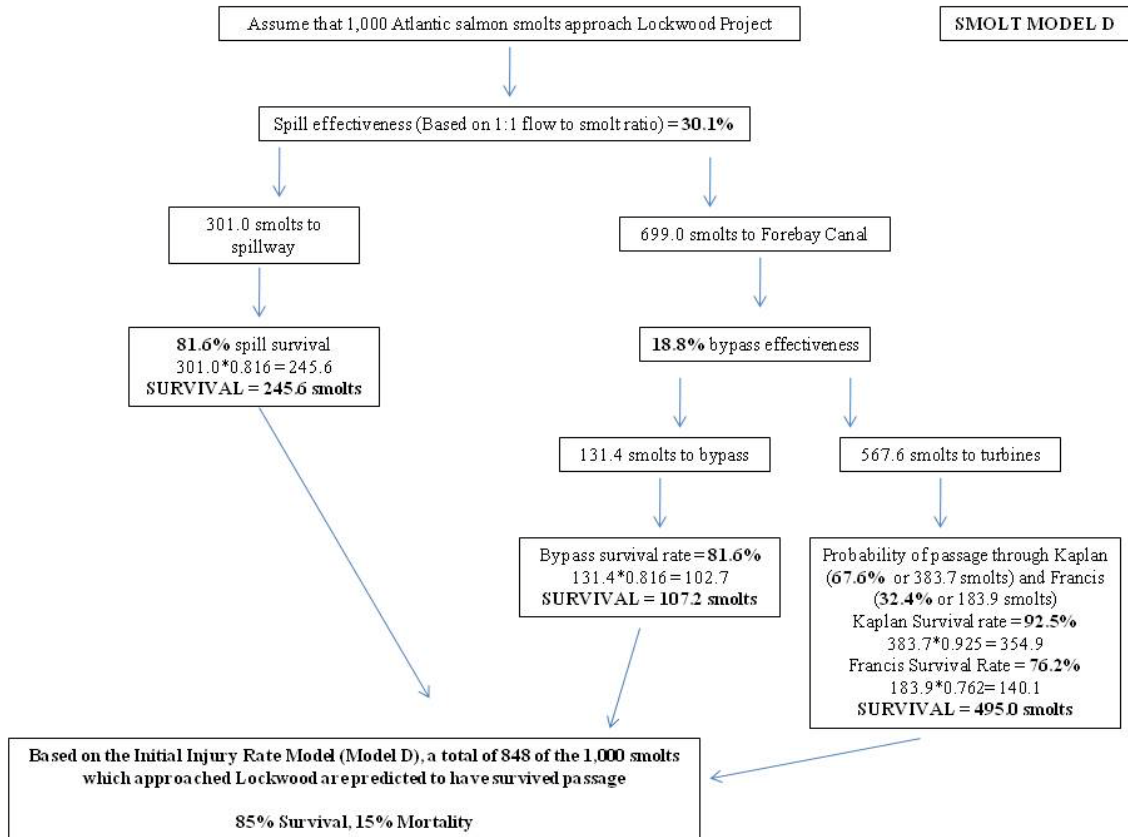 Assume that 1,000 Atlantic salmon smolts approach Lockwood Project
SMOLT MODEL D
Spill effectiveness (Based on 1:1 flow to smolt ratio) = 30.1%
301.0 smolts to
spillway
699.0 smolts to Forebay Canal
81.6% spill survival
301.0*0.816 = 245.6
SURVIVAL = 245.6 smolts
18.8% bypass effectiveness
131.4 smolts to bypass
567.6 smolts to turbines
Bypass survival rate = 81.6%
131.4*0.816 = 102.7
SURVIVAL = 107.2 smolts
Probability of passage through Kaplan
(67.6% or 383.7 smolts) and Francis
(32.4% or 183.9 smolts)
Kaplan Survival rate = 92.5%
383.7*0.925 = 354.9
Francis Survival Rate = 76.2%
183.9*0.762= 140.1
SURVIVAL = 495.0 smolts
Based on the Initial Injury Rate Model (Model D), a total of 848 of the 1,000 smolts
which approached Lockwood are predicted to have survived passage
85% Survival, 15% Mortality